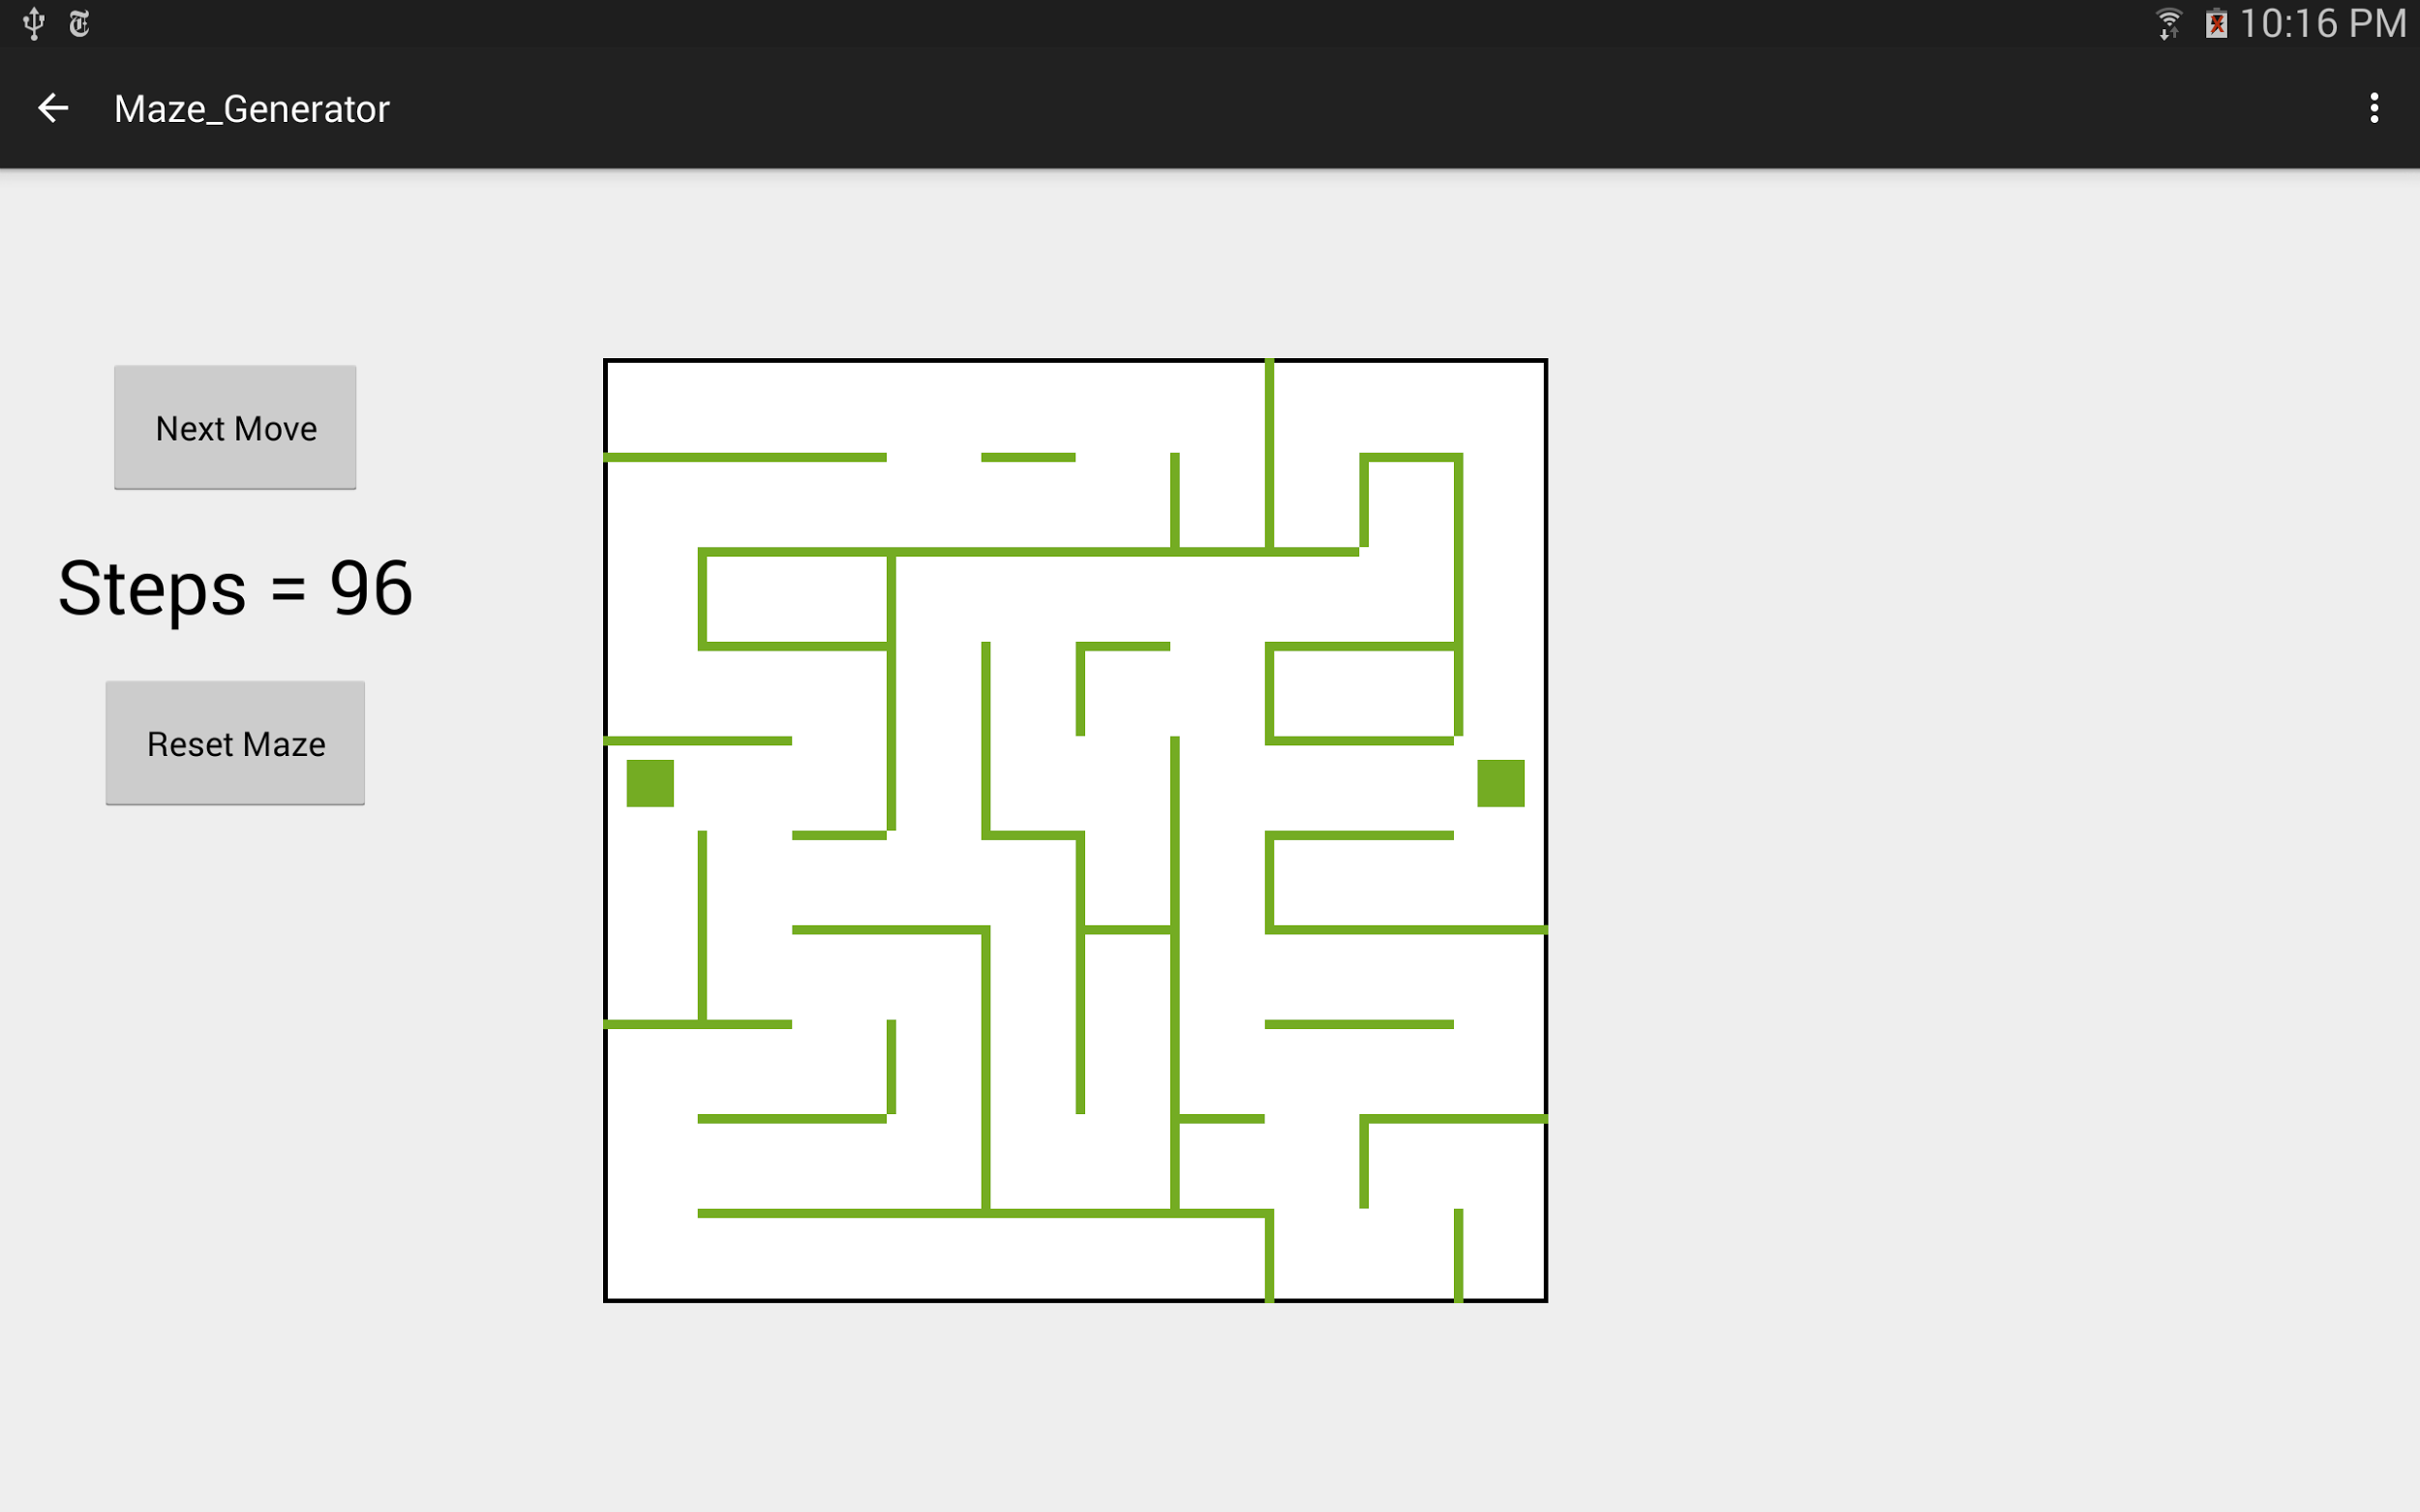 10:16 PM
Maze_Generator
Next Move
Steps = 96
Reset Maze